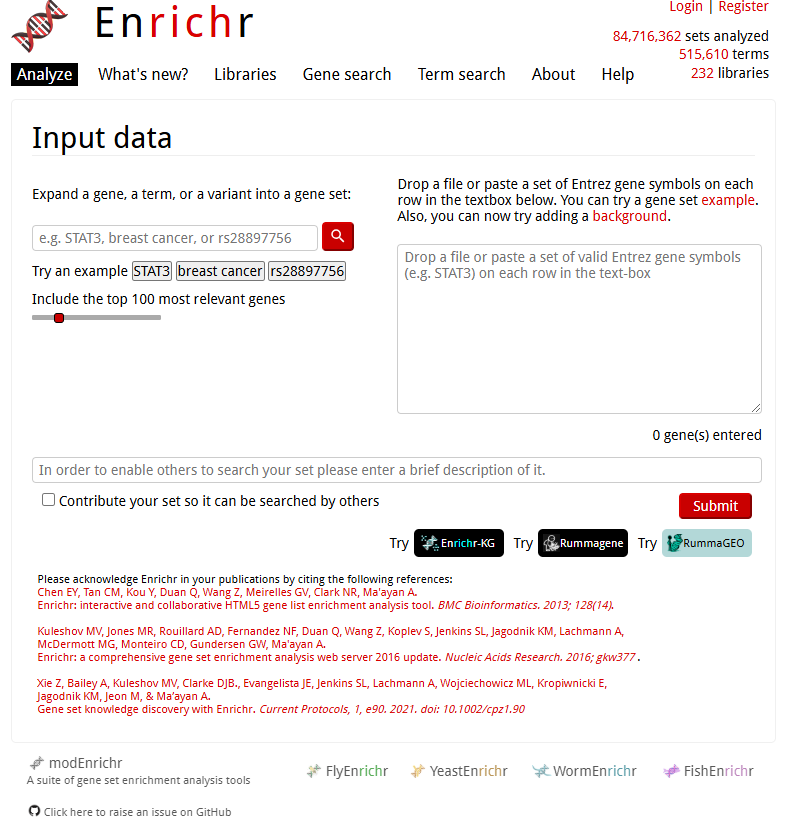 Enrichr
Login | Register
84,716,362 sets analyzed
515,610 terms
232 libraries
Analyze What's new? Libraries Gene search Term search About Help
Input data
Expand a gene, a term, or a variant into a gene set:
e.g. STAT3, breast cancer, or rs28897756
Try an example STAT3 breast cancer rs28897756
Include the top 100 most relevant genes
Drop a file or paste a set of Entrez gene symbols on each
row in the textbox below. You can try a gene set example.
Also, you can now try adding a background.
Drop a file or paste a set of valid Entrez gene symbols
(e.g. STAT3) on each row in the text-box
0 gene(s) entered
In order to enable others to search your set please enter a brief description of it.
Contribute your set so it can be searched by others
Submit
Try Enrichr-KG Try Rummagene Try RummaGEO
Please acknowledge Enrichr in your publications by citing the following references:
Chen EY, Tan CM, Kou Y, Duan Q, Wang Z, Meirelles GV, Clark NR, Ma'ayan A.
Enrichr: interactive and collaborative HTML5 gene list enrichment analysis tool. BMC Bioinformatics. 2013; 128(14).
Kuleshov MV, Jones MR, Rouillard AD, Fernandez NF, Duan Q, Wang Z, Koplev S, Jenkins SL, Jagodnik KM, Lachmann A,
McDermott MG, Monteiro CD, Gundersen GW, Ma'ayan A.
Enrichr: a comprehensive gene set enrichment analysis web server 2016 update. Nucleic Acids Research. 2016; gkw377 .
Xie Z, Bailey A, Kuleshov MV, Clarke DJB., Evangelista JE, Jenkins SL, Lachmann A, Wojciechowicz ML, Kropiwnicki E,
Jagodnik KM, Jeon M, & Ma’ayan A.
Gene set knowledge discovery with Enrichr. Current Protocols, 1, e90. 2021. doi: 10.1002/cpz1.90
modEnrichr
A suite of gene set enrichment analysis tools
FlyEnrichr YeastEnrichr WormEnrichr FishEnrichr
Click here to raise an issue on GitHub